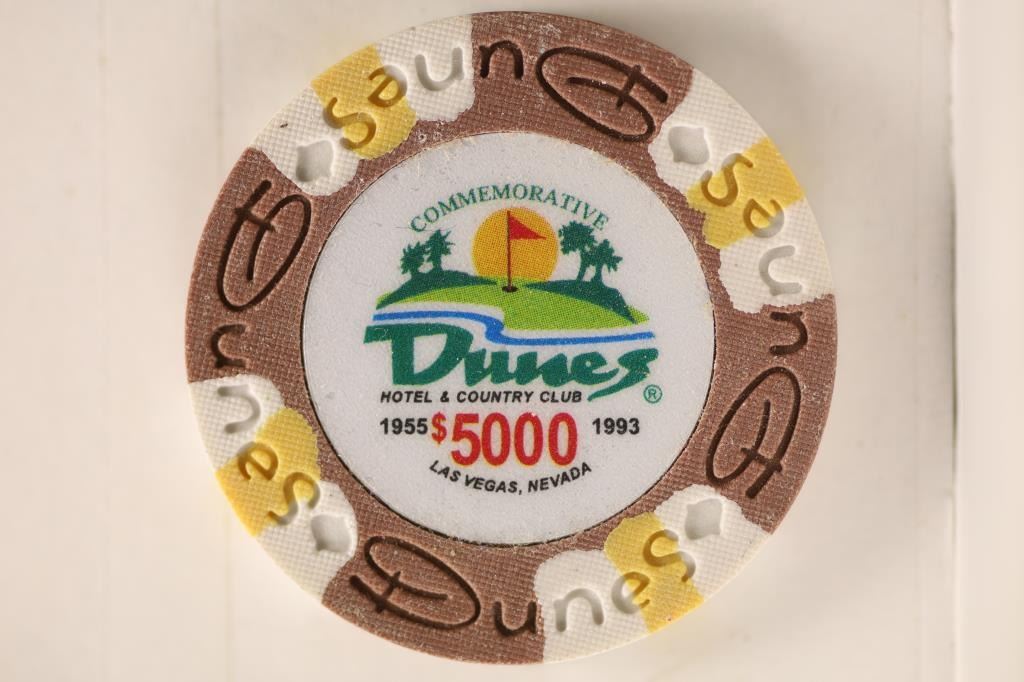 COMMEMORATIVE
Dunes®
HOTEL & COUNTRY CLUB
1955 $5000 1993
LAS VEGAS, NEVADA
Dunes
Dunes
Dunes
Dunes